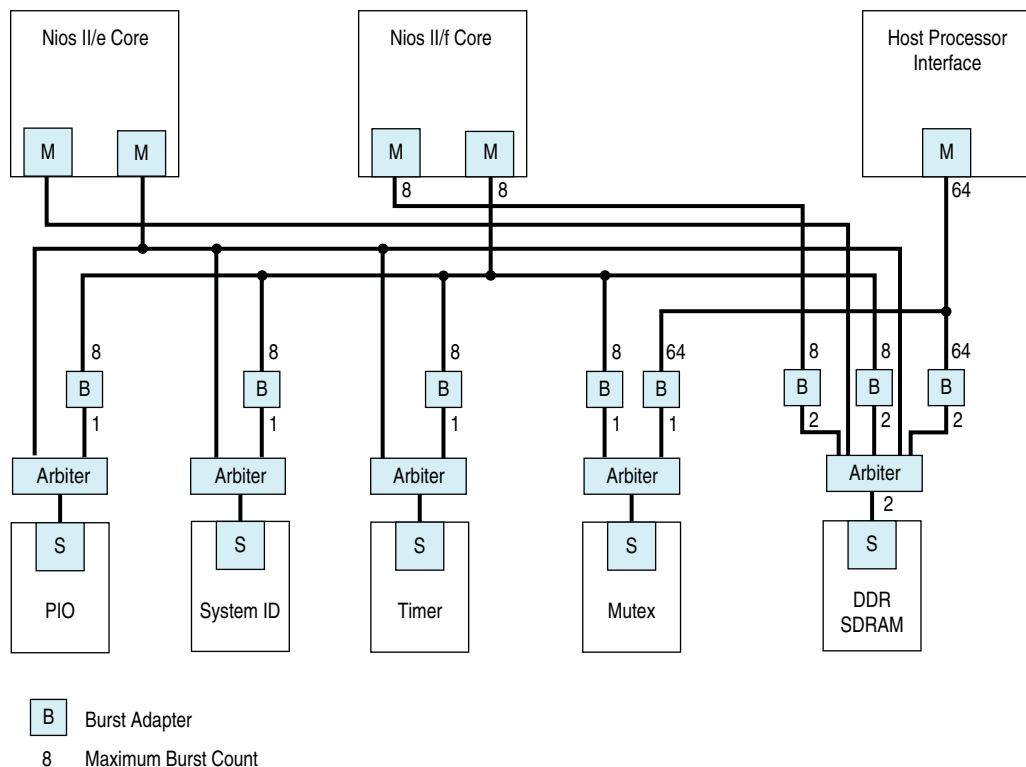 Nios II/e Core
Nios II/f Core
Host Processor
Interface
M
M
M
M
M
8
8
64
8
8
8
8
64
8
8
64
B
B
B
B
B
B
B
B
1
1
1
1
1
2
2
2
Arbiter
Arbiter
Arbiter
Arbiter
Arbiter
2
S
S
S
S
S
PIO
System ID
Timer
Mutex
DDR
SDRAM
B Burst Adapter
8 Maximum Burst Count